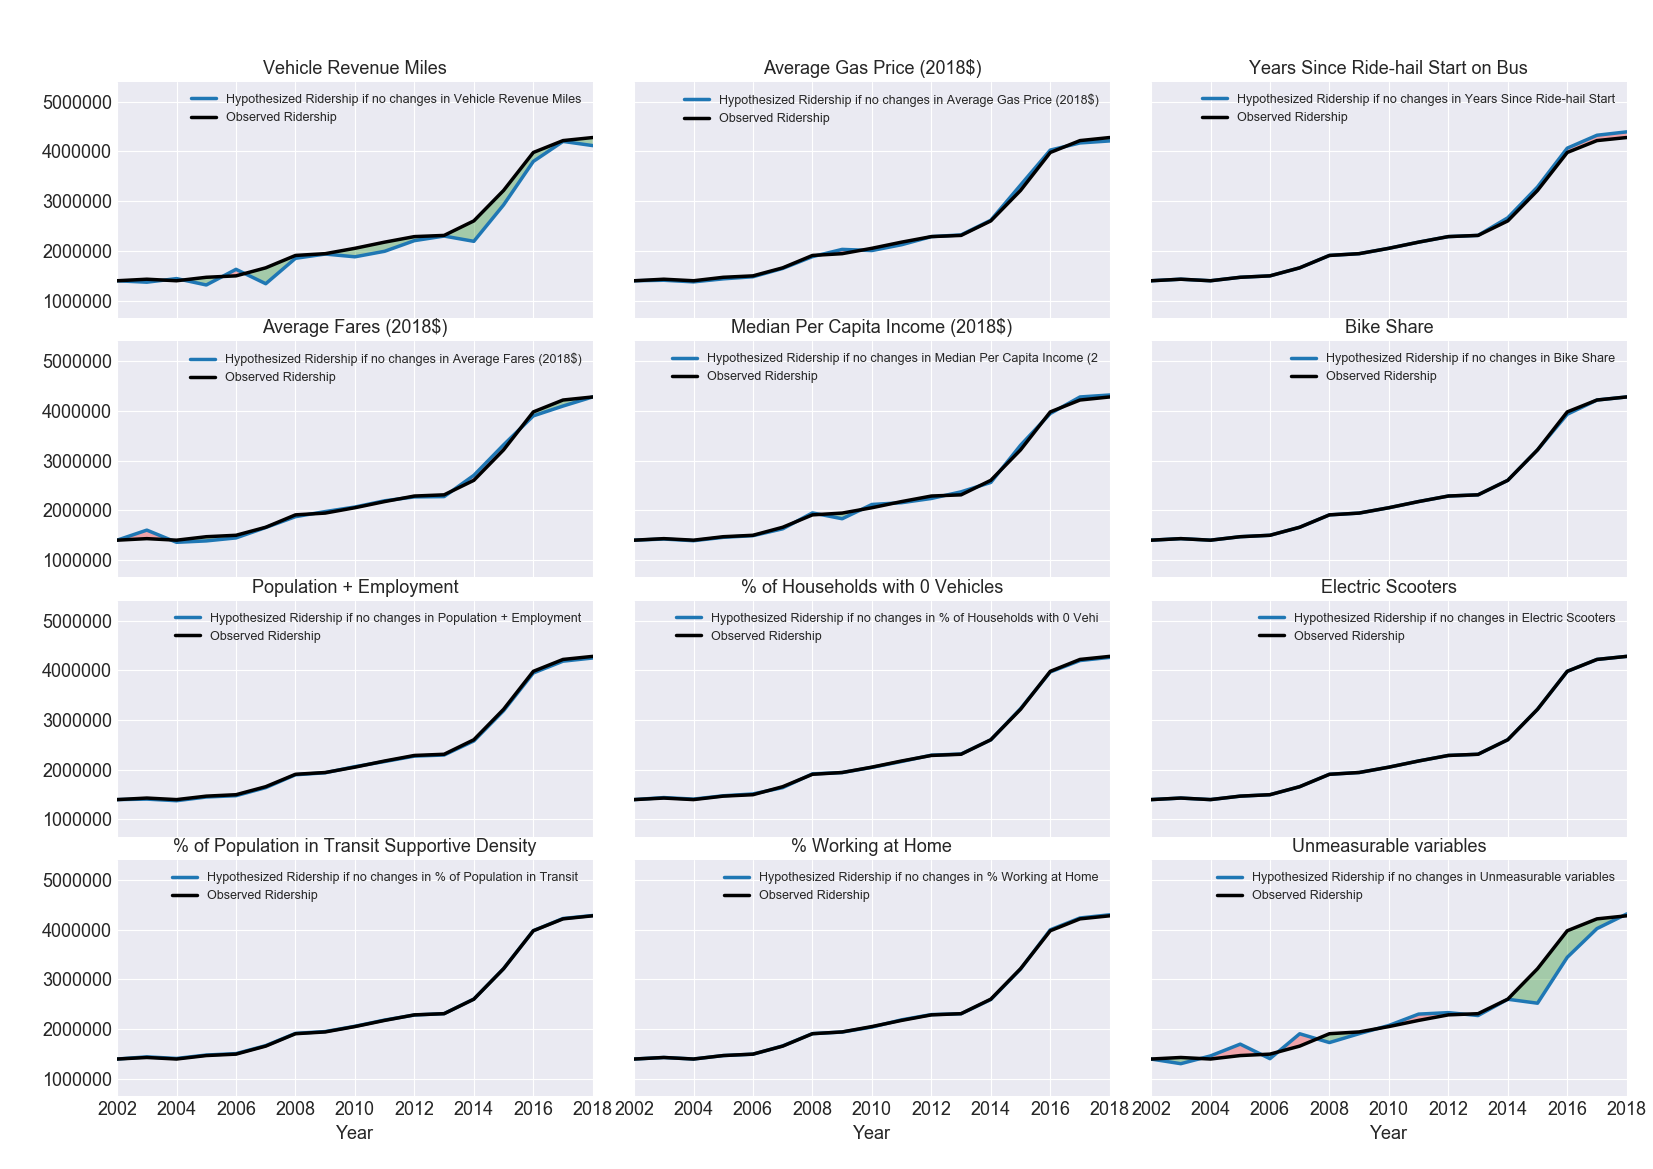 Vehicle Revenue Miles
Hypothesized Ridership if no changes in Vehicle Revenue Miles
Observed Ridership
5000000
4000000
3000000
2000000
1000000
Average Gas Price (2018$)
Hypothesized Ridership if no changes in Average Gas Price (2018$)
Observed Ridership
Years Since Ride-hail Start on Bus
Hypothesized Ridership if no changes in Years Since Ride-hail Start
Observed Ridership
Average Fares (2018$)
Hypothesized Ridership if no changes in Average Fares (2018$)
Observed Ridership
5000000
4000000
3000000
2000000
1000000
Median Per Capita Income (2018$)
Hypothesized Ridership if no changes in Median Per Capita Income (2
Observed Ridership
Bike Share
Hypothesized Ridership if no changes in Bike Share
Observed Ridership
Population + Employment
Hypothesized Ridership if no changes in Population + Employment
Observed Ridership
5000000
4000000
3000000
2000000
1000000
% of Households with 0 Vehicles
Hypothesized Ridership if no changes in % of Households with 0 Vehi
Observed Ridership
Electric Scooters
Hypothesized Ridership if no changes in Electric Scooters
Observed Ridership
% of Population in Transit Supportive Density
Hypothesized Ridership if no changes in % of Population in Transit
Observed Ridership
5000000
4000000
3000000
2000000
1000000
2002 2004 2006 2008 2010 2012 2014 2016 2018
Year
% Working at Home
Hypothesized Ridership if no changes in % Working at Home
Observed Ridership
2002 2004 2006 2008 2010 2012 2014 2016 2018
Year
Unmeasurable variables
Hypothesized Ridership if no changes in Unmeasurable variables
Observed Ridership
2002 2004 2006 2008 2010 2012 2014 2016 2018
Year